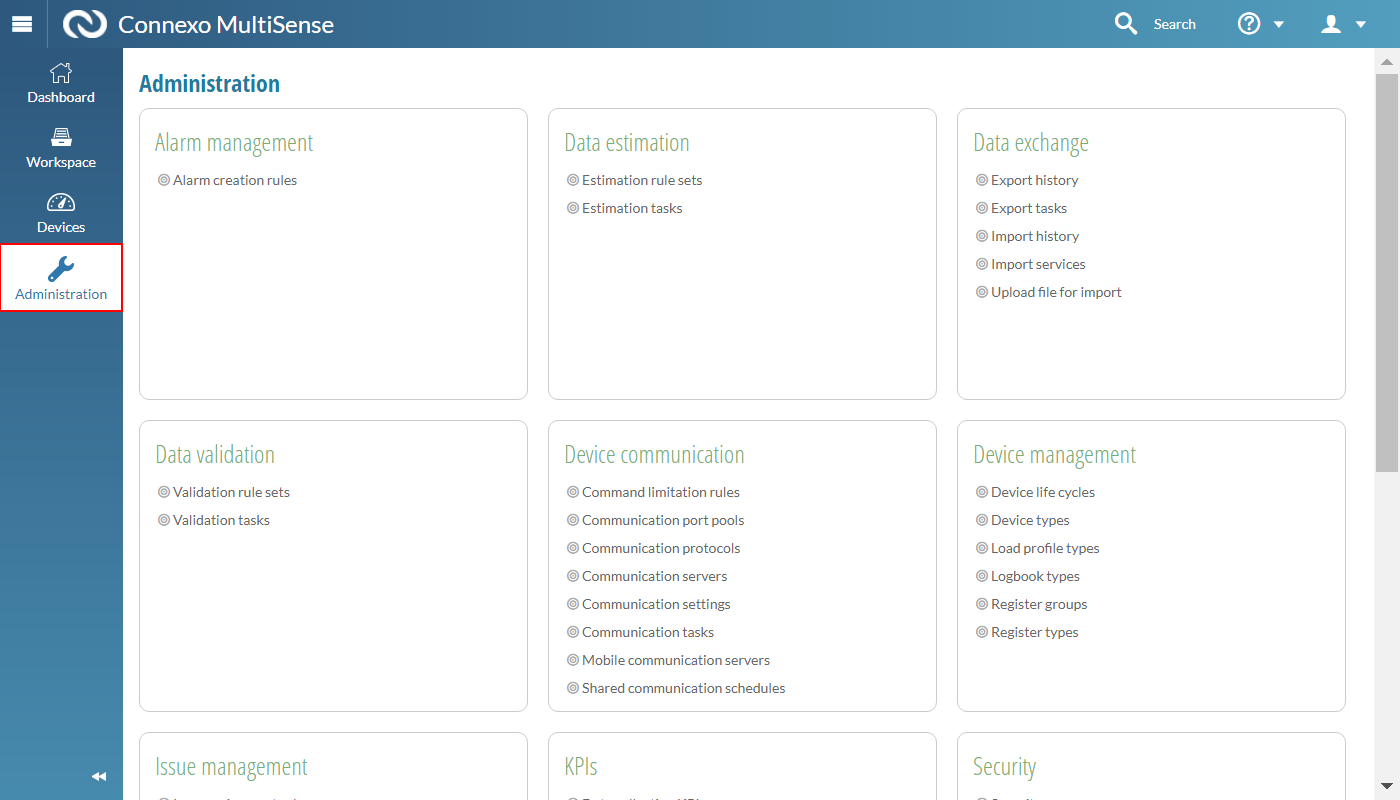 Connexo MultiSense
Search
Dashboard
Workspace
Devices
Administration
Administration
Alarm management
Alarm creation rules
Data estimation
Estimation rule sets
Estimation tasks
Data exchange
Export history
Export tasks
Import history
Import services
Upload file for import
Data validation
Validation rule sets
Validation tasks
Device communication
Command limitation rules
Communication port pools
Communication protocols
Communication servers
Communication settings
Communication tasks
Mobile communication servers
Shared communication schedules
Device management
Device life cycles
Device types
Load profile types
Logbook types
Register groups
Register types
Issue management
KPIs
Security